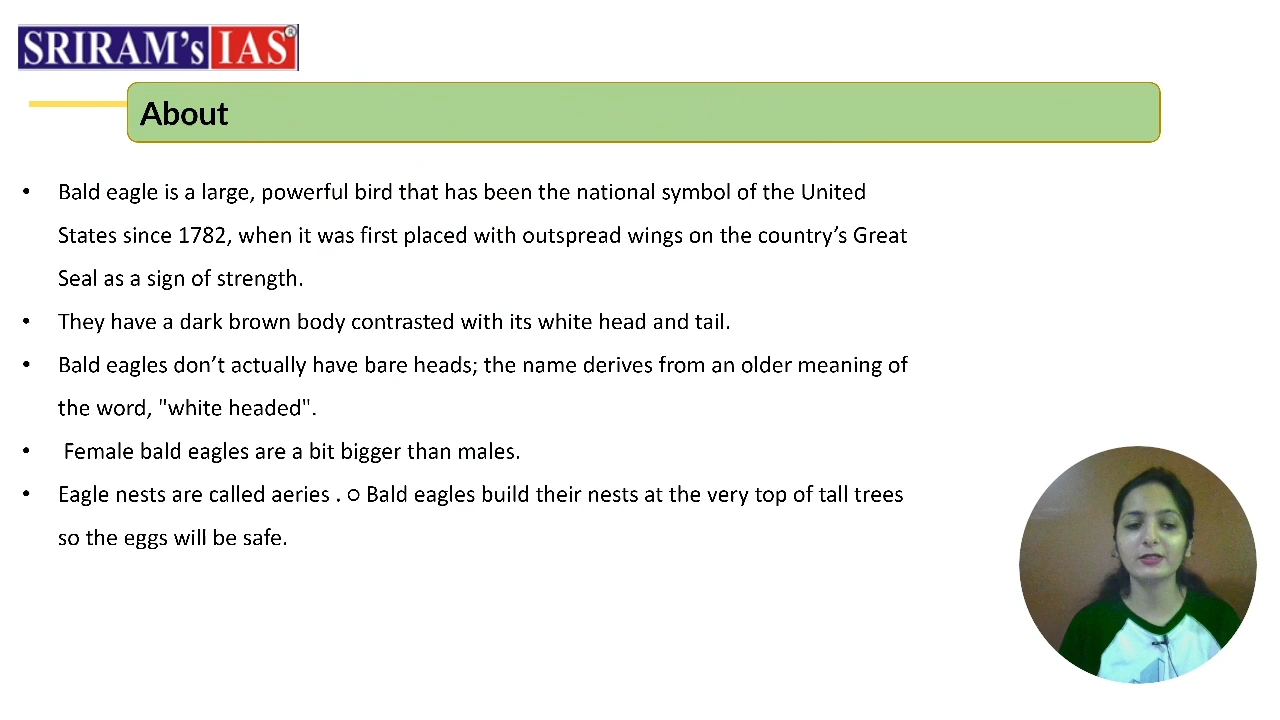 SRIRAM's IAS ®
About
• Bald eagle is a large, powerful bird that has been the national symbol of the United
States since 1782, when it was first placed with outspread wings on the country’s Great
Seal as a sign of strength.
• They have a dark brown body contrasted with its white head and tail.
• Bald eagles don’t actually have bare heads; the name derives from an older meaning of
the word, "white headed".
• Female bald eagles are a bit bigger than males.
• Eagle nests are called aeries . ○ Bald eagles build their nests at the very top of tall trees
so the eggs will be safe.